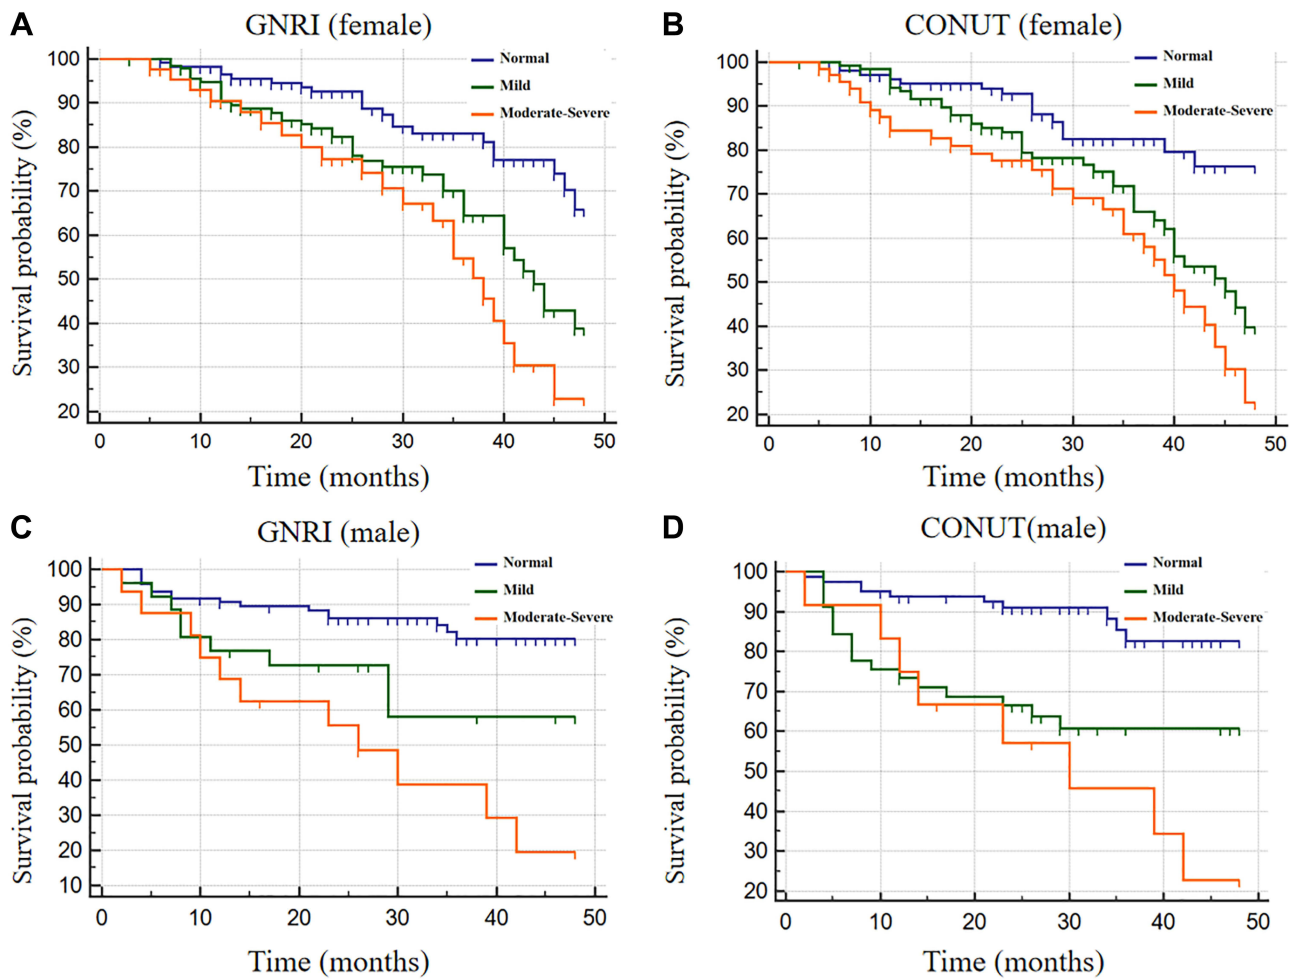 A
GNRI (female)
Survival probability (%)
100
90
80
70
60
50
40
30
20
Normal
Mild
Moderate-Severe
0 10 20 30 40 50
Time (months)
B
CONUT (female)
Survival probability (%)
100
90
80
70
60
50
40
30
20
Normal
Mild
Moderate-Severe
0 10 20 30 40 50
Time (months)
C
GNRI (male)
Survival probability (%)
100
90
80
70
60
50
40
30
20
10
Normal
Mild
Moderate-Severe
0 10 20 30 40 50
Time (months)
D
CONUT(male)
Survival probability (%)
100
90
80
70
60
50
40
30
20
Normal
Mild
Moderate-Severe
0 10 20 30 40 50
Time (months)